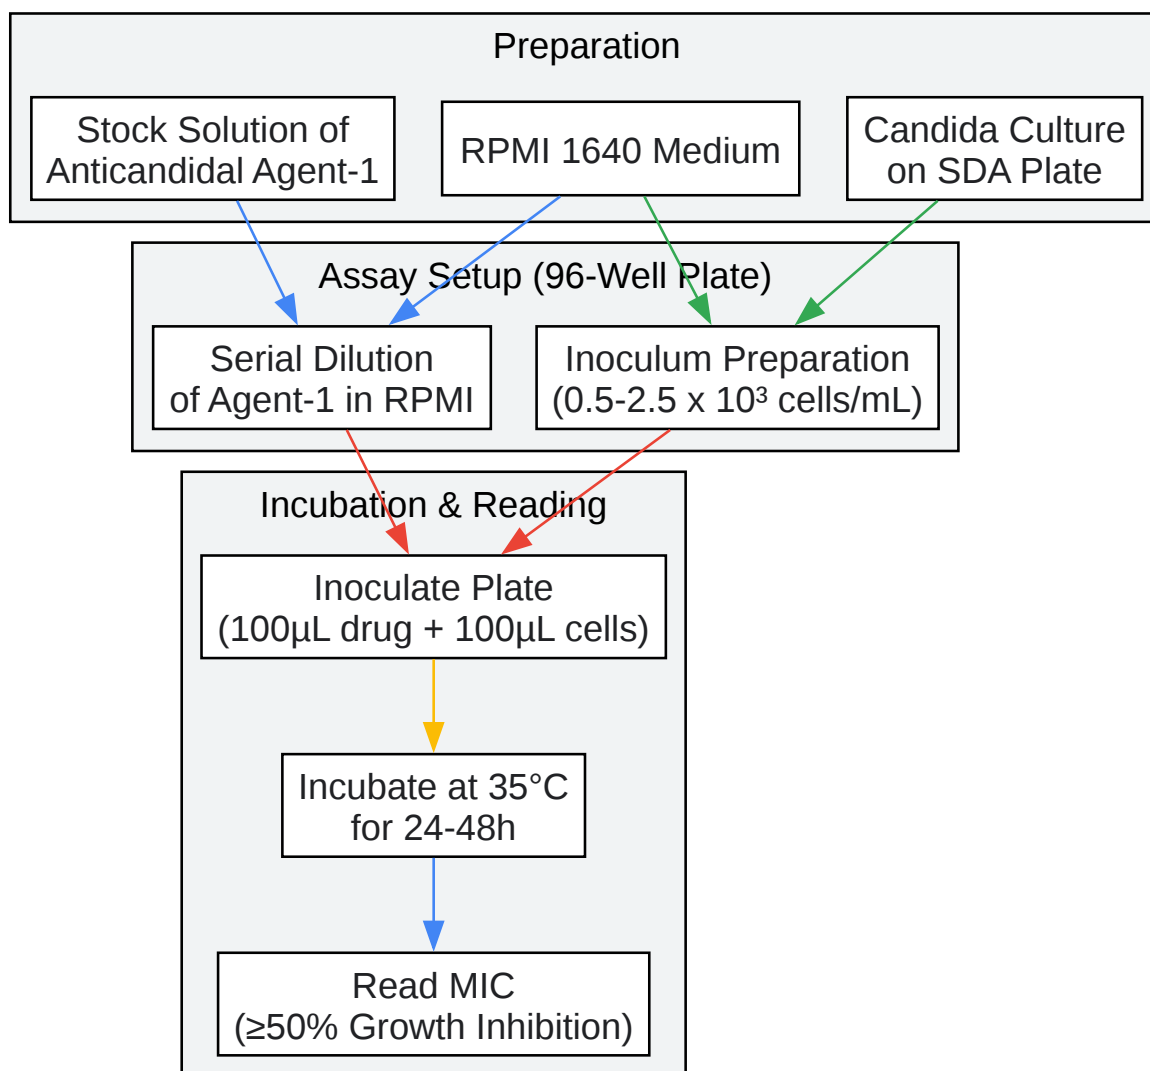 Preparation
Stock Solution of
Anticandidal Agent-1
RPMI 1640 Medium
Candida Culture
on SDA Plate
Assay Setup (96-Well Plate)
Serial Dilution
of Agent-1 in RPMI
Inoculum Preparation
(0.5-2.5 x 10³ cells/mL)
Incubation & Reading
Inoculate Plate
(100µL drug + 100µL cells)
Incubate at 35°C
for 24-48h
Read MIC
(≥50% Growth Inhibition)